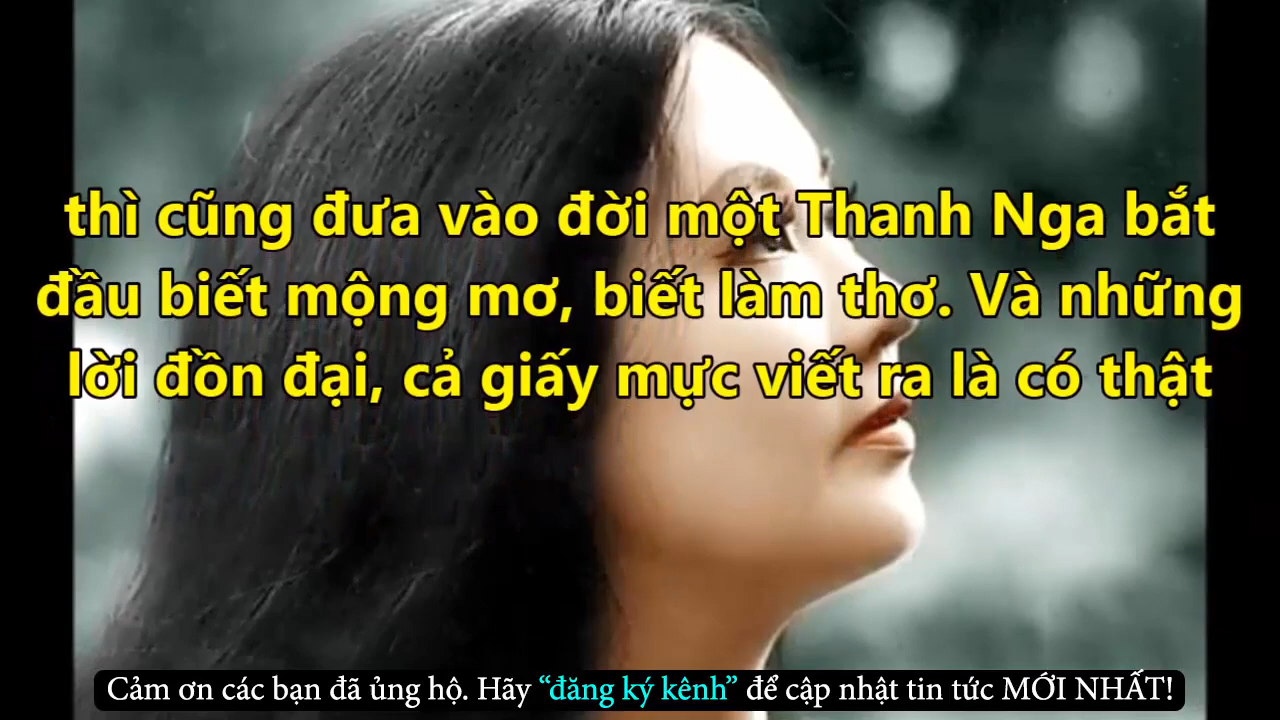 thì cũng đưa vào đời một Thanh Nga bắt
đầu biết mộng mơ, biết làm thơ. Và những
lời đồn đại, cả giấy mực viết ra là có thật
Cảm ơn các bạn đã ủng hộ. Hãy “đăng ký kênh” để cập nhật tin tức MỚI NHẤT!